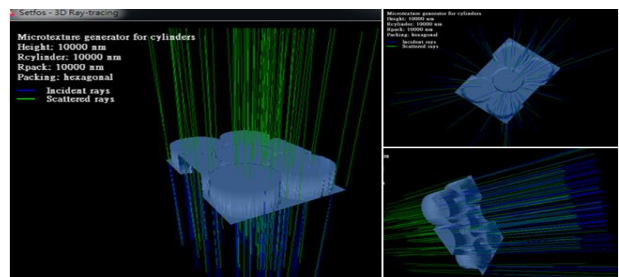 Setfos - 3D Ray-tracing
Microtexture generator for cylinders
Height: 10000 nm
Rcylinder: 10000 nm
Rpack: 10000 nm
Packing: hexagonal
Incident rays
Scattered rays
Microtexture generator for cylinders
Height: 10000 nm
Rcylinder: 10000 nm
Rpack: 10000 nm
Packing: hexagonal
Incident rays
Scattered rays